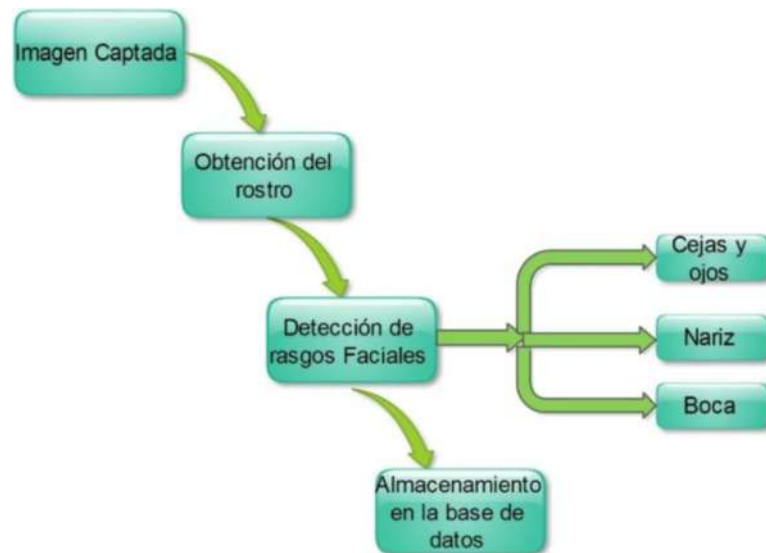 Imagen Captada
Obtención del
rostro
Detección de
rasgos Faciales
Cejas y
ojos
Nariz
Boca
Almacenamiento
en la base de
datos